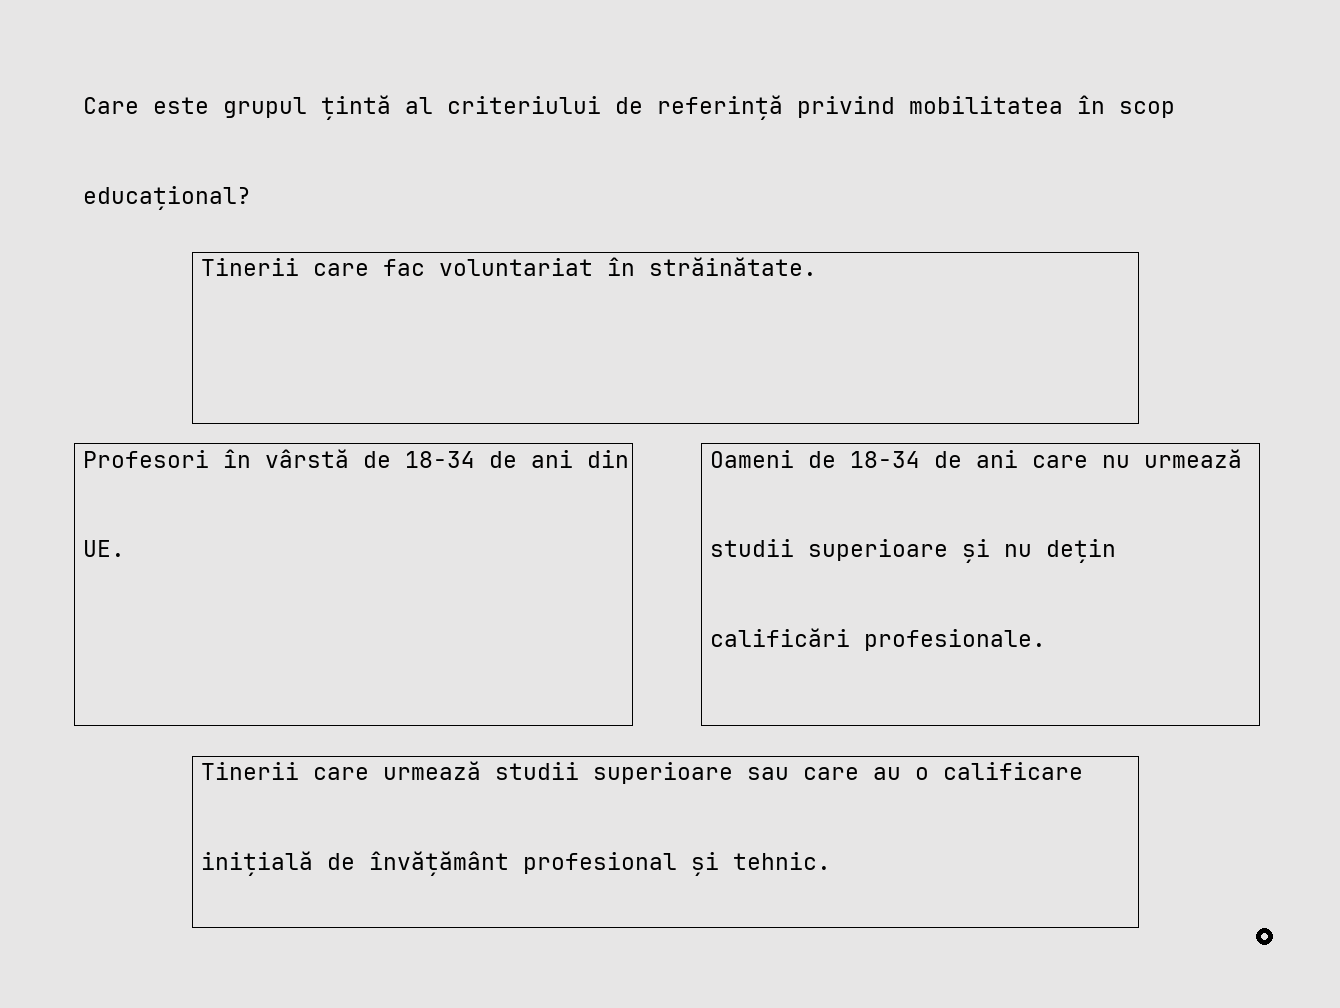 Care este grupul țintă al criteriului de referință privind mobilitatea în scop
educațional?
Tinerii care fac voluntariat în străinătate.
Profesori în vârstă de 18-34 de ani din
UE.
Oameni de 18-34 de ani care nu urmează
studii superioare și nu dețin
calificări profesionale.
Tinerii care urmează studii superioare sau care au o calificare
inițială de învățământ profesional și tehnic.